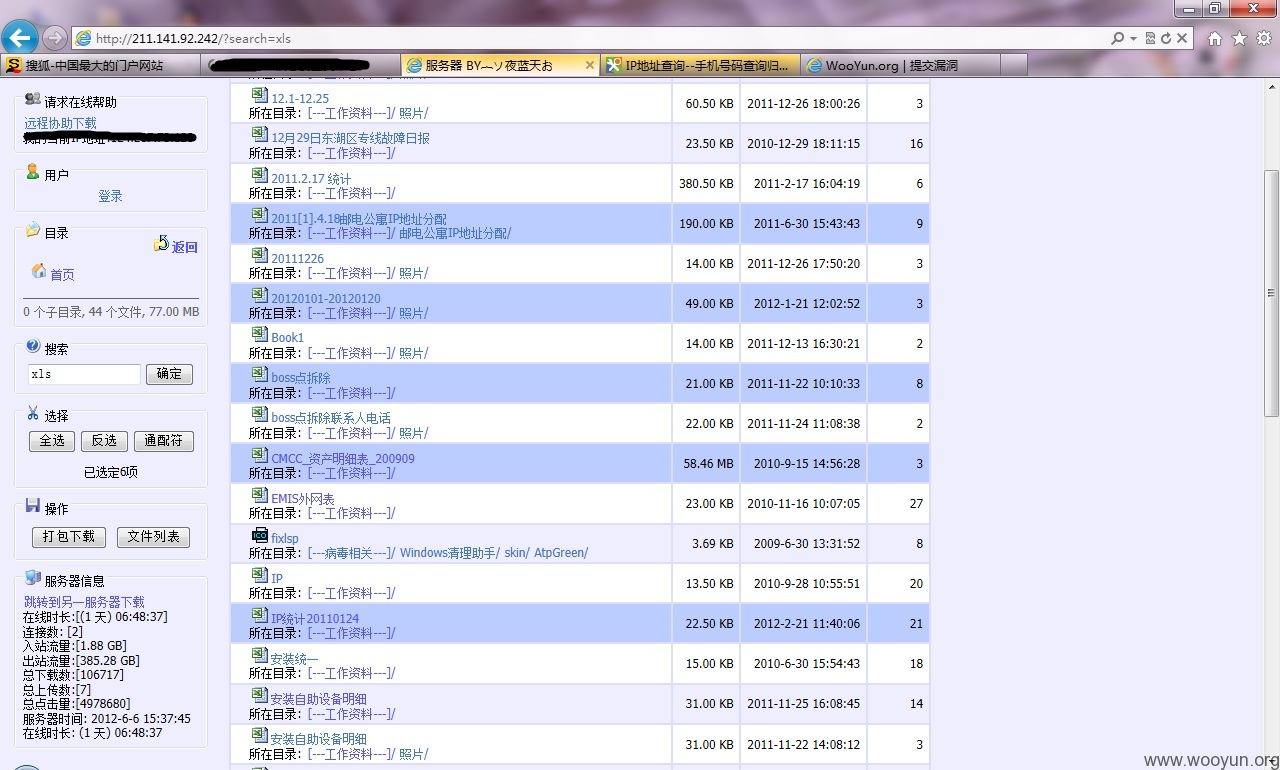 http://211.141.92.242/?search=xls
搜狐-中国最大的门户网站
服务器 BY︷ソ夜蓝天お
IP地址查询--手机号码查询归...
WooYun.org | 提交漏洞
请求在线帮助
远程协助下载
用户
登录
目录
返回
首页
0 个子目录, 44 个文件, 77.00 MB
搜索
xls
确定
选择
全选
反选
通配符
已选定6项
操作
打包下载
文件列表
服务器信息
跳转到另一服务器下载
在线时长:[(1 天) 06:48:37]
连接数: [2]
入站流量:[1.88 GB]
出站流量:[385.28 GB]
总下载数:[106717]
总上传数:[7]
总点击量:[4978680]
服务器时间: 2012-6-6 15:37:45
在线时长: (1 天) 06:48:37
12.1-12.25 60.50 KB 2011-12-26 18:00:26 3
所在目录: [---工作资料---]/ 照片/
12月29日东湖区专线故障日报 23.50 KB 2010-12-29 18:11:15 16
所在目录: [---工作资料---]/
2011.2.17 统计 380.50 KB 2011-2-17 16:04:19 6
所在目录: [---工作资料---]/
2011[1].4.18邮电公寓IP地址分配 190.00 KB 2011-6-30 15:43:43 9
所在目录: [---工作资料---]/ 邮电公寓IP地址分配/
20111226 14.00 KB 2011-12-26 17:50:20 3
所在目录: [---工作资料---]/ 照片/
20120101-20120120 49.00 KB 2012-1-21 12:02:52 3
所在目录: [---工作资料---]/ 照片/
Book1 14.00 KB 2011-12-13 16:30:21 2
所在目录: [---工作资料---]/ 照片/
boss点拆除 21.00 KB 2011-11-22 10:10:33 8
所在目录: [---工作资料---]/
boss点拆除联系人电话 22.00 KB 2011-11-24 11:08:38 2
所在目录: [---工作资料---]/ 照片/
CMCC_资产明细表_200909 58.46 MB 2010-9-15 14:56:28 3
所在目录: [---工作资料---]/
EMIS外网表 23.00 KB 2010-11-16 10:07:05 27
所在目录: [---工作资料---]/
fixlsp 3.69 KB 2009-6-30 13:31:52 8
所在目录: [---病毒相关---]/ Windows清理助手/ skin/ AtpGreen/
IP 13.50 KB 2010-9-28 10:55:51 20
所在目录: [---工作资料---]/
IP统计20110124 22.50 KB 2012-2-21 11:40:06 21
所在目录: [---工作资料---]/
安装统一 15.00 KB 2010-6-30 15:54:43 18
所在目录: [---工作资料---]/
安装自助设备明细 31.00 KB 2011-11-25 16:08:45 14
所在目录: [---工作资料---]/
安装自助设备明细 31.00 KB 2011-11-22 14:08:12 3
所在目录: [---工作资料---]/ 照片/
www.wooyun.org